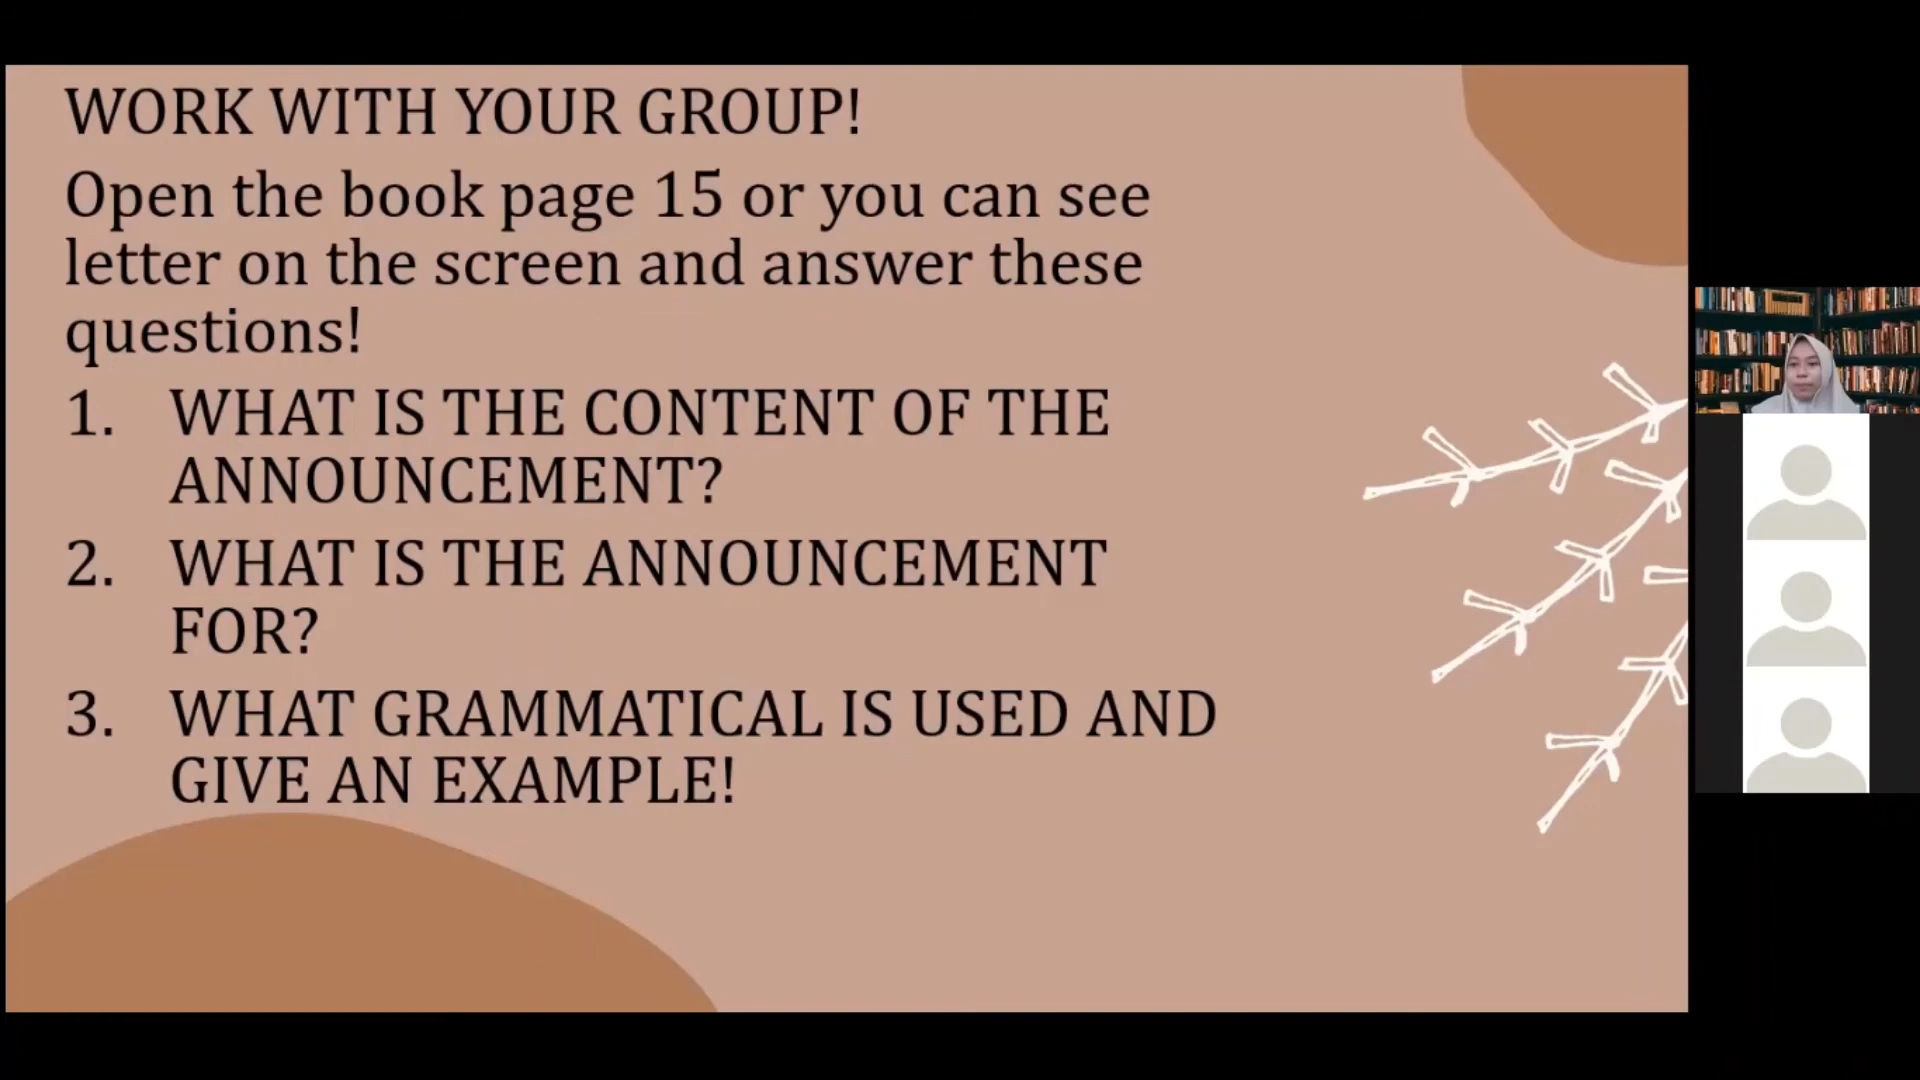 WORK WITH YOUR GROUP!
Open the book page 15 or you can see
letter on the screen and answer these
questions!
1. WHAT IS THE CONTENT OF THE
ANNOUNCEMENT?
2. WHAT IS THE ANNOUNCEMENT
FOR?
3. WHAT GRAMMATICAL IS USED AND
GIVE AN EXAMPLE!